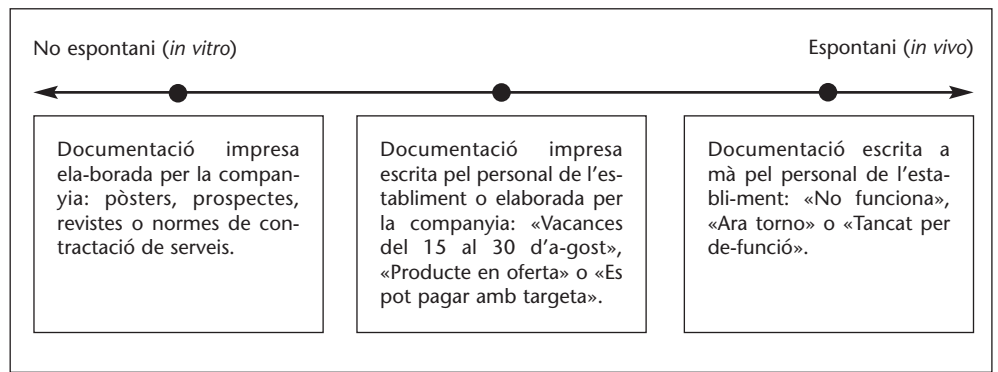 No espontani (in vitro)
Espontani (in vivo)
Documentació impresa
ela-borada per la compan-
yia: pòsters, prospectes,
revistes o normes de con-
tractació de serveis.
Documentació impresa
escrita pel personal de l’es-
tabliment o elaborada per
la companyia: «Vacances
del 15 al 30 d’a-gost»,
«Producte en oferta» o «Es
pot pagar amb targeta».
Documentació escrita a
mà pel personal de l’esta-
bli-ment: «No funciona»,
«Ara torno» o «Tancat per
de-funció».